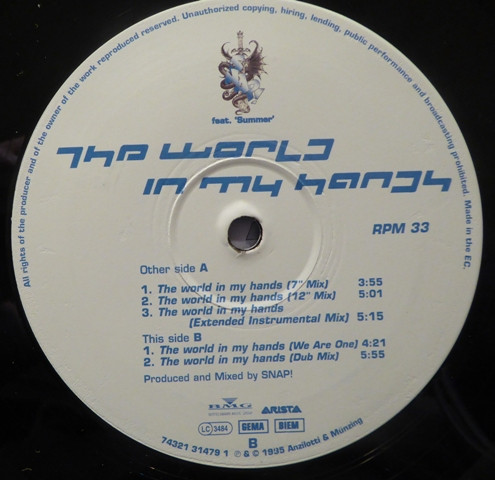 All rights of the producer and of the owner of the work reproduced reserved. Unauthorized copying, hiring, lending, public performance and broadcasting prohibited. Made in the EC.
feat. 'Summer'
The world
in my hands
RPM 33
Other side A
1. The world in my hands (7" Mix) 3:55
2. The world in my hands (12" Mix) 5:01
3. The world in my hands
(Extended Instrumental Mix) 5:15
This side B
1. The world in my hands (We Are One) 4:21
2. The world in my hands (Dub Mix) 5:55
Produced and Mixed by SNAP!
BMG ARISTA
LC 3484 GEMA BIEM
B
74321 31479 1 ℗ & © 1995 Anzilotti & Münzing